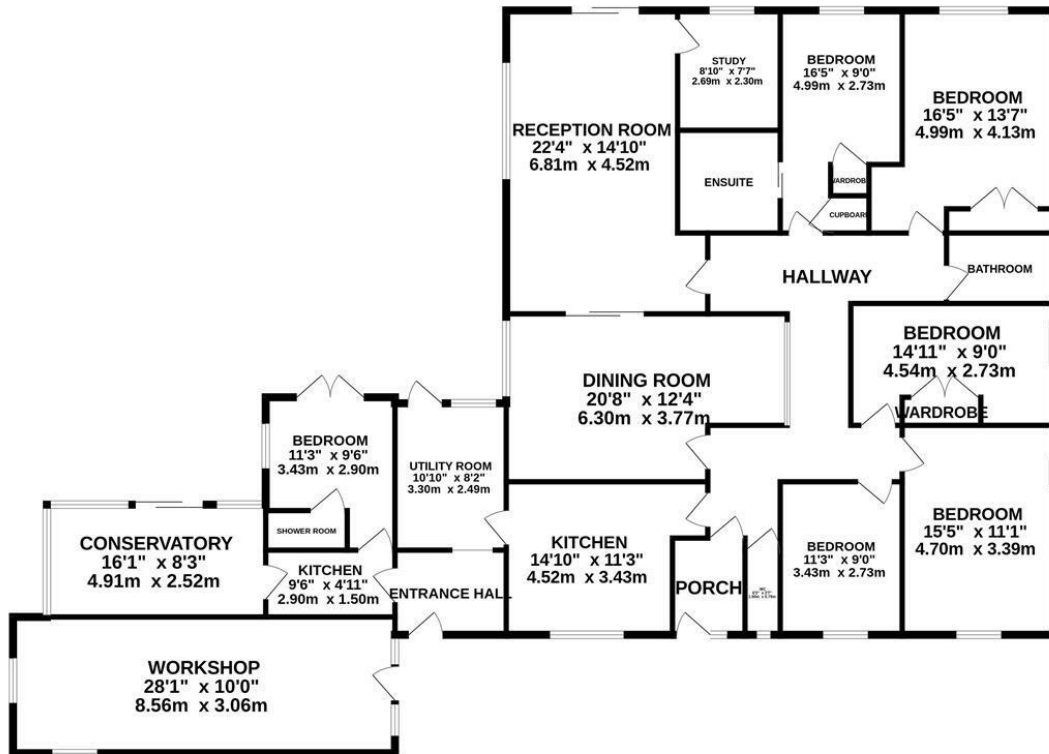 STUDY
8'10" x 7'7"
2.69m x 2.30m
BEDROOM
16'5" x 9'0"
4.99m x 2.73m
BEDROOM
16'5" x 13'7"
4.99m x 4.13m
RECEPTION ROOM
22'4" x 14'10"
6.81m x 4.52m
ENSUITE
WARDROBE
CUPBOARD
HALLWAY
BATHROOM
BEDROOM
14'11" x 9'0"
4.54m x 2.73m
WARDROBE
DINING ROOM
20'8" x 12'4"
6.30m x 3.77m
BEDROOM
11'3" x 9'6"
3.43m x 2.90m
UTILITY ROOM
10'10" x 8'2"
3.30m x 2.49m
SHOWER ROOM
CONSERVATORY
16'1" x 8'3"
4.91m x 2.52m
KITCHEN
9'6" x 4'11"
2.90m x 1.50m
ENTRANCE HALL
KITCHEN
14'10" x 11'3"
4.52m x 3.43m
PORCH
WC
BEDROOM
11'3" x 9'0"
3.43m x 2.73m
BEDROOM
15'5" x 11'1"
4.70m x 3.39m
WORKSHOP
28'1" x 10'0"
8.56m x 3.06m